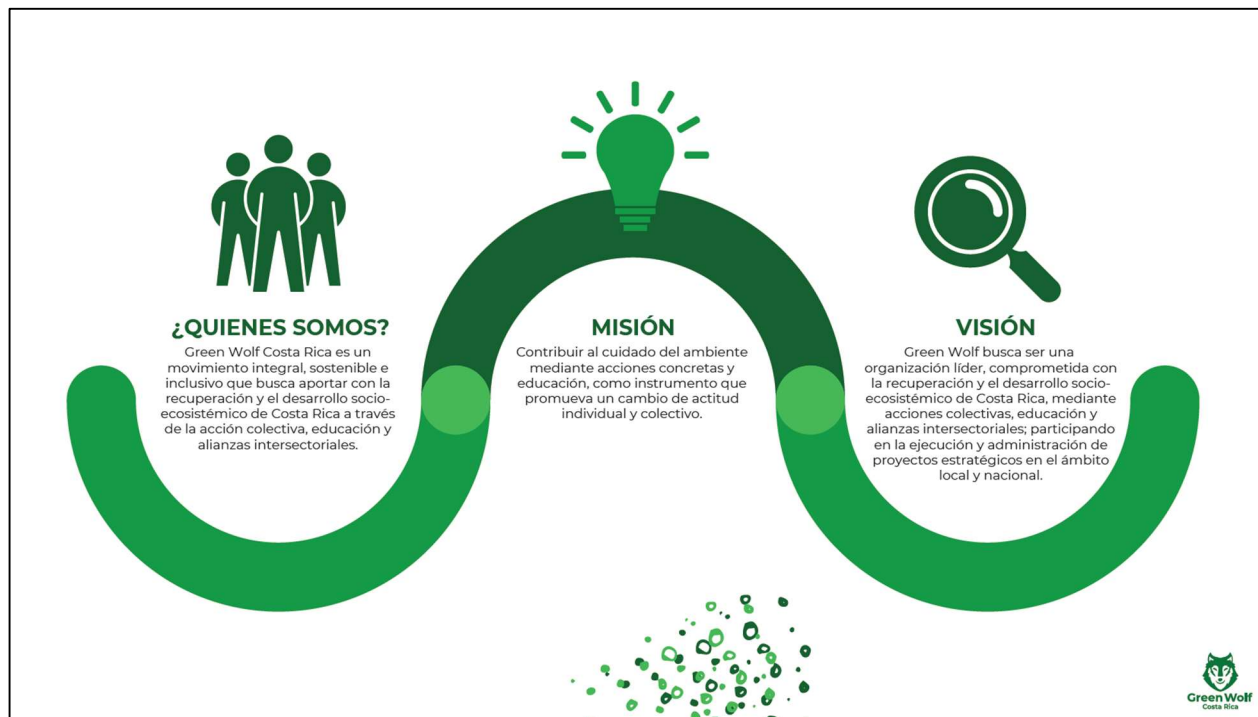 ¿QUIENES SOMOS?
Green Wolf Costa Rica es un
movimiento integral, sostenible e
inclusivo que busca aportar con la
recuperación y el desarrollo socio-
ecosistémico de Costa Rica a través
de la acción colectiva, educación y
alianzas intersectoriales.
MISIÓN
Contribuir al cuidado del ambiente
mediante acciones concretas y
educación, como instrumento que
promueva un cambio de actitud
individual y colectivo.
VISIÓN
Green Wolf busca ser una
organización líder, comprometida con
la recuperación y el desarrollo socio-
ecosistémico de Costa Rica, mediante
acciones colectivas, educación y
alianzas intersectoriales; participando
en la ejecución y administración de
proyectos estratégicos en el ámbito
local y nacional.
Green Wolf
Costa Rica